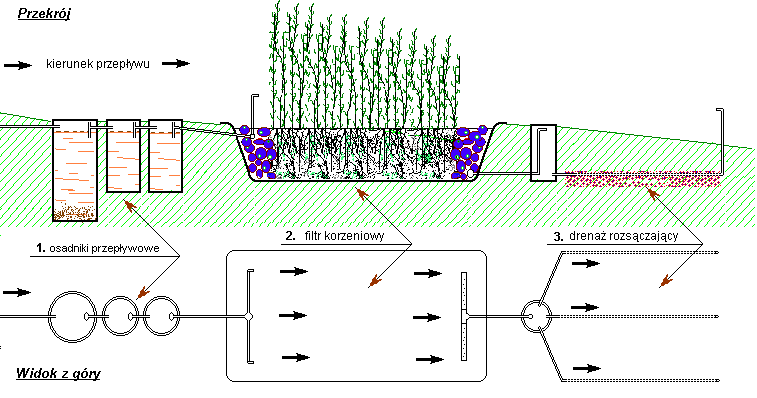 Przekrój
kierunek przepływu
1. osadniki przepływowe
2. filtr korzeniowy
3. drenaż rozsączający
Widok z góry